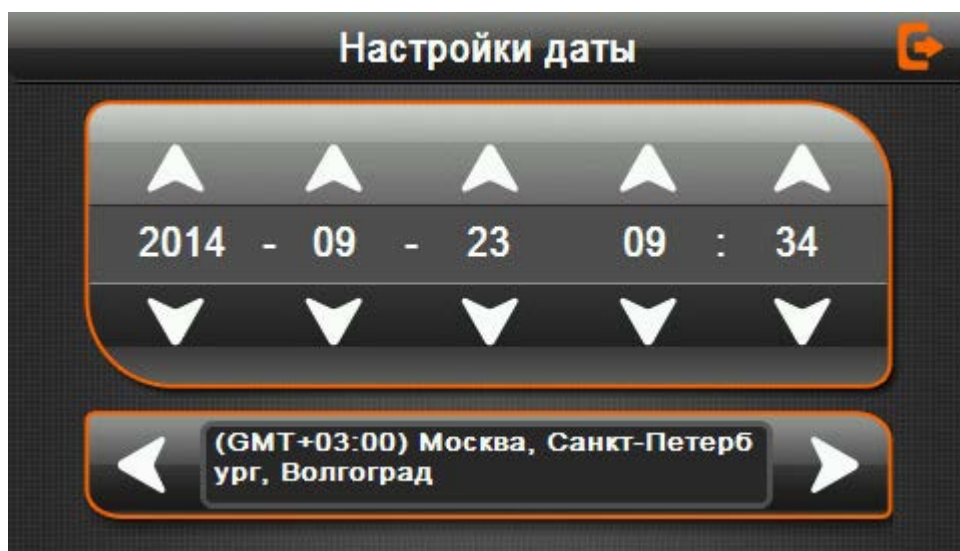 Настройки даты
2014 - 09 - 23 09 : 34
(GMT+03:00) Москва, Санкт-Петерб
ург, Волгоград